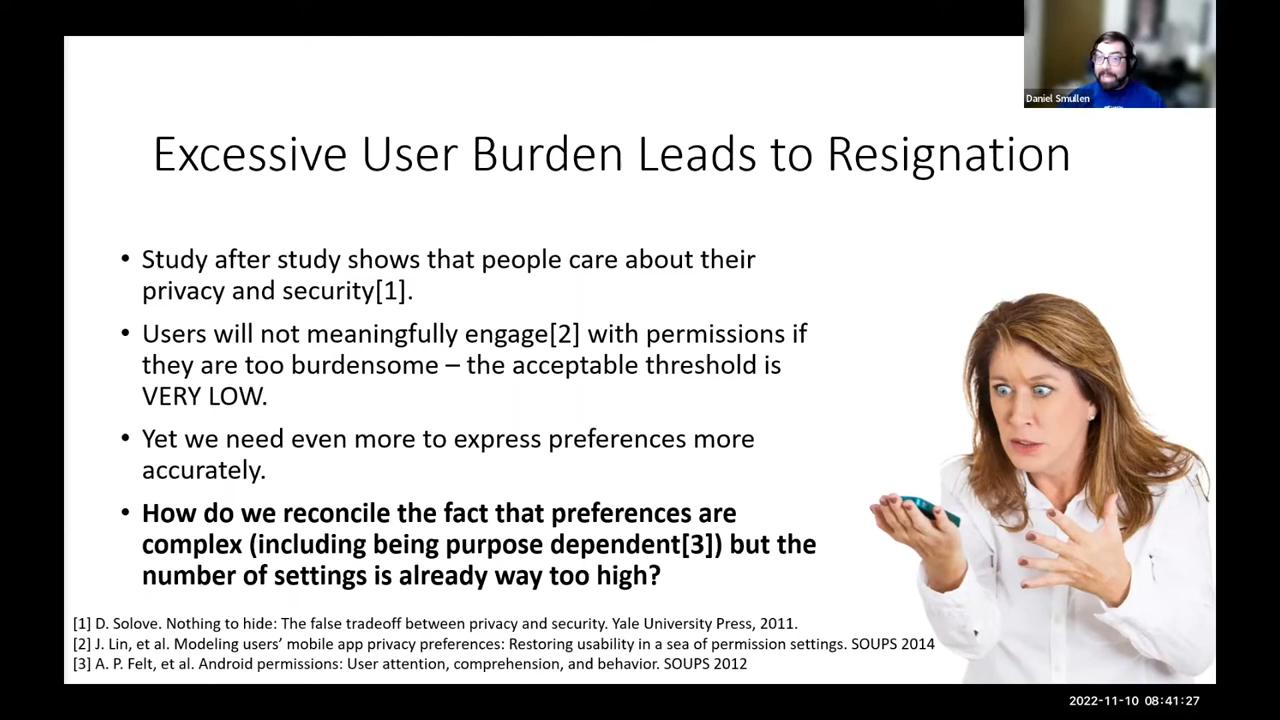 Daniel Smullen
Excessive User Burden Leads to Resignation
• Study after study shows that people care about their
privacy and security[1].
• Users will not meaningfully engage[2] with permissions if
they are too burdensome – the acceptable threshold is
VERY LOW.
• Yet we need even more to express preferences more
accurately.
• How do we reconcile the fact that preferences are
complex (including being purpose dependent[3]) but the
number of settings is already way too high?
[1] D. Solove. Nothing to hide: The false tradeoff between privacy and security. Yale University Press, 2011.
[2] J. Lin, et al. Modeling users’ mobile app privacy preferences: Restoring usability in a sea of permission settings. SOUPS 2014
[3] A. P. Felt, et al. Android permissions: User attention, comprehension, and behavior. SOUPS 2012
2022-11-10 08:41:27